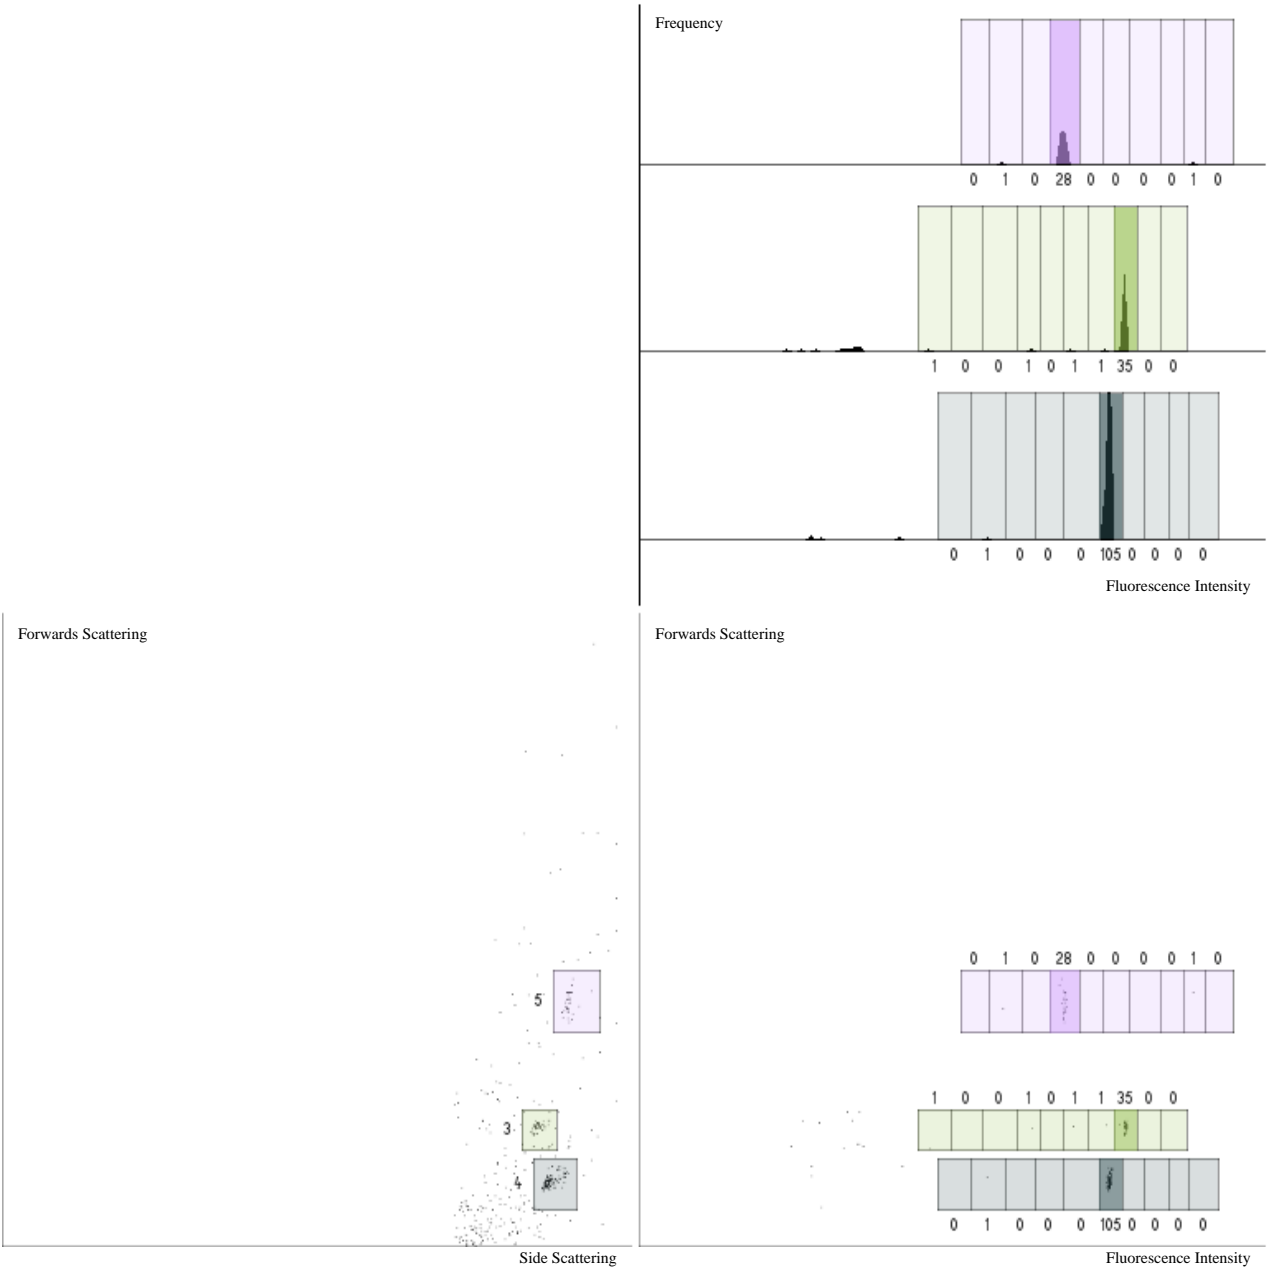 Frequency
0 1 0 28 0 0 0 0 1 0
1 0 0 1 0 1 1 35 0 0
0 1 0 0 0 105 0 0 0 0
Fluorescence Intensity
Forwards Scattering
5
3
4
Side Scattering
Forwards Scattering
0 1 0 28 0 0 0 0 1 0
1 0 0 1 0 1 1 35 0 0
0 1 0 0 0 105 0 0 0 0
Fluorescence Intensity